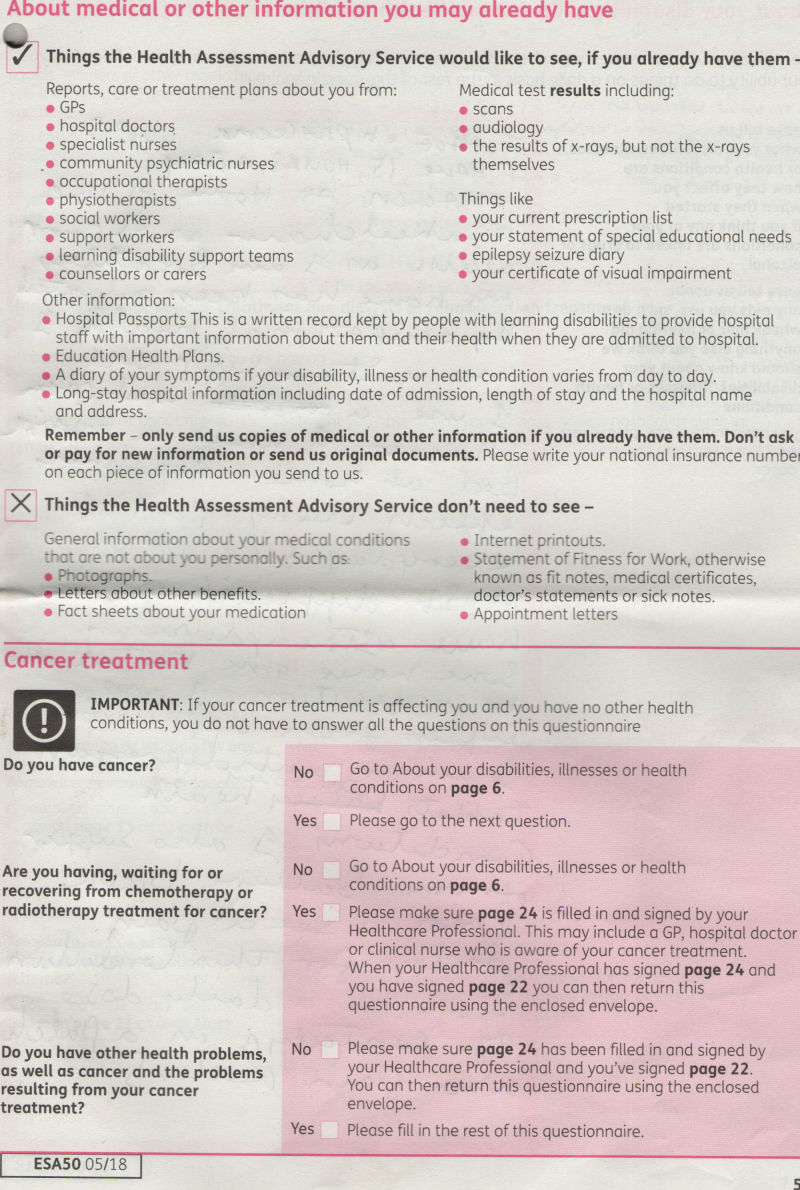 About medical or other information you may already have
✓ Things the Health Assessment Advisory Service would like to see, if you already have them –
Reports, care or treatment plans about you from:
• GPs
• hospital doctors
• specialist nurses
• community psychiatric nurses
• occupational therapists
• physiotherapists
• social workers
• support workers
• learning disability support teams
• counsellors or carers
Medical test results including:
• scans
• audiology
• the results of x-rays, but not the x-rays
themselves
Things like
• your current prescription list
• your statement of special educational needs
• epilepsy seizure diary
• your certificate of visual impairment
Other information:
• Hospital Passports This is a written record kept by people with learning disabilities to provide hospital
staff with important information about them and their health when they are admitted to hospital.
• Education Health Plans.
• A diary of your symptoms if your disability, illness or health condition varies from day to day.
• Long-stay hospital information including date of admission, length of stay and the hospital name
and address.
Remember – only send us copies of medical or other information if you already have them. Don't ask
or pay for new information or send us original documents. Please write your national insurance number
on each piece of information you send to us.
✕ Things the Health Assessment Advisory Service don't need to see –
General information about your medical conditions
that are not about you personally. Such as:
• Photographs.
• Letters about other benefits.
• Fact sheets about your medication
• Internet printouts.
• Statement of Fitness for Work, otherwise
known as fit notes, medical certificates,
doctor's statements or sick notes.
• Appointment letters
Cancer treatment
IMPORTANT: If your cancer treatment is affecting you and you have no other health
conditions, you do not have to answer all the questions on this questionnaire
Do you have cancer?
No Go to About your disabilities, illnesses or health
conditions on page 6.
Yes Please go to the next question.
Are you having, waiting for or
recovering from chemotherapy or
radiotherapy treatment for cancer?
No Go to About your disabilities, illnesses or health
conditions on page 6.
Yes Please make sure page 24 is filled in and signed by your
Healthcare Professional. This may include a GP, hospital doctor
or clinical nurse who is aware of your cancer treatment.
When your Healthcare Professional has signed page 24 and
you have signed page 22 you can then return this
questionnaire using the enclosed envelope.
Do you have other health problems,
as well as cancer and the problems
resulting from your cancer
treatment?
No Please make sure page 24 has been filled in and signed by
your Healthcare Professional and you've signed page 22.
You can then return this questionnaire using the enclosed
envelope.
Yes Please fill in the rest of this questionnaire.
ESA50 05/18
5